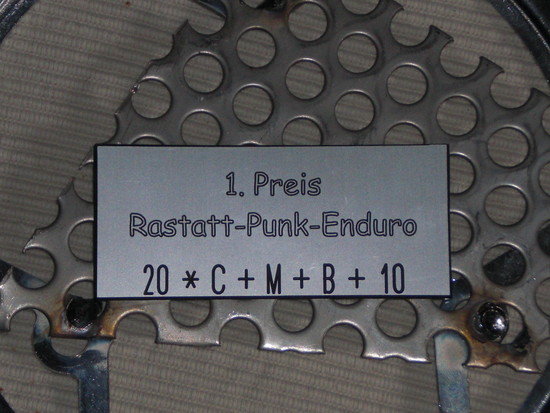 1. Preis
Rastatt-Punk-Enduro
20 * C + M + B + 10